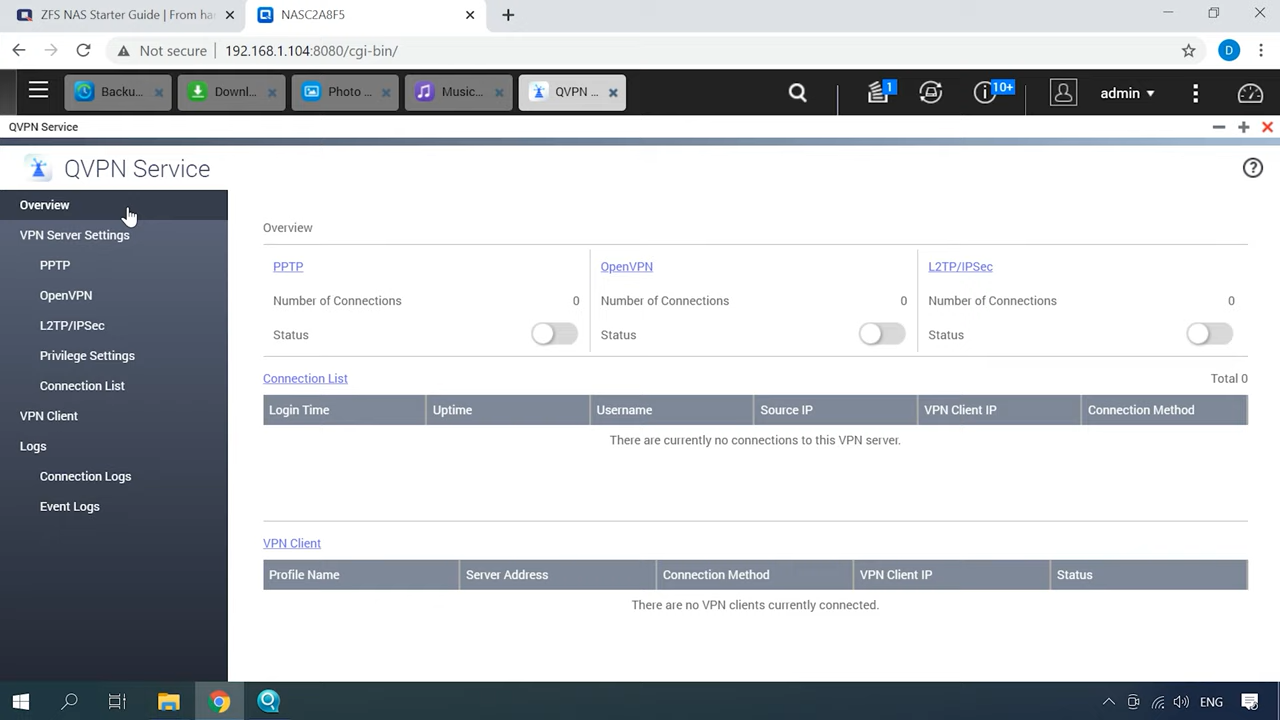 ZFS NAS Starter Guide | From ha
NASC2A8F5
Not secure 192.168.1.104:8080/cgi-bin/
D
Backu...
Downl...
Photo ...
Music...
QVPN ...
1
10+
admin
QVPN Service
QVPN Service
Overview
VPN Server Settings
PPTP
OpenVPN
L2TP/IPSec
Privilege Settings
Connection List
VPN Client
Logs
Connection Logs
Event Logs
Overview
PPTP
Number of Connections 0
Status
OpenVPN
Number of Connections 0
Status
L2TP/IPSec
Number of Connections 0
Status
Connection List Total 0
Login Time Uptime Username Source IP VPN Client IP Connection Method
There are currently no connections to this VPN server.
VPN Client
Profile Name Server Address Connection Method VPN Client IP Status
There are no VPN clients currently connected.
ENG